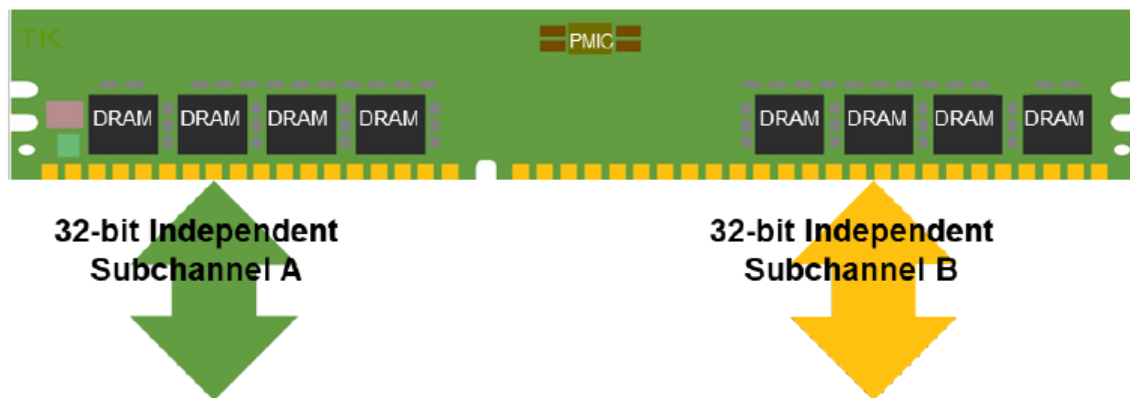 TK
PMIC
DRAM DRAM DRAM DRAM DRAM DRAM DRAM DRAM
32-bit Independent
Subchannel A
32-bit Independent
Subchannel B